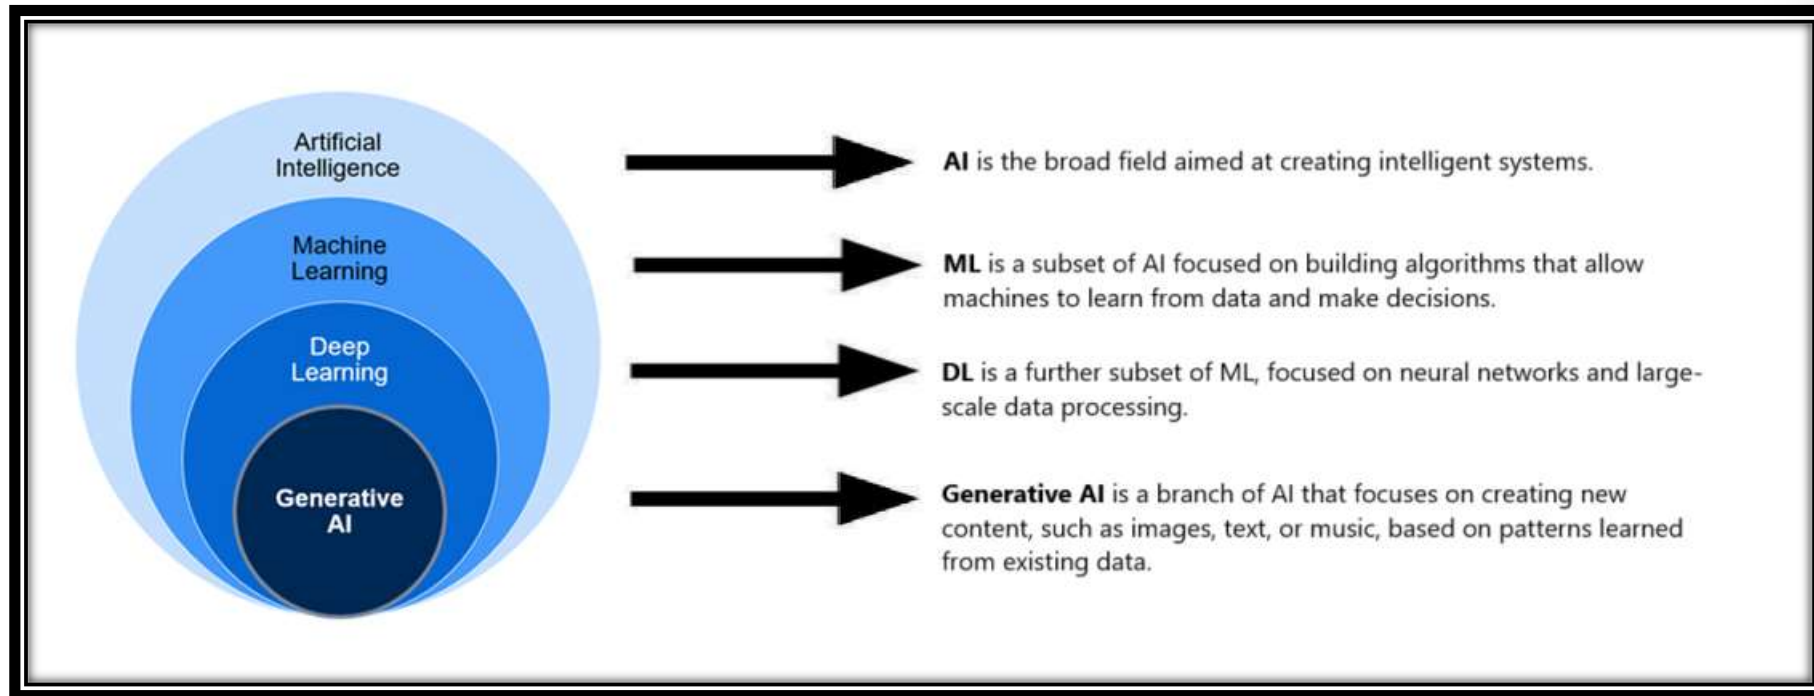 Artificial
Intelligence
Machine
Learning
Deep
Learning
Generative
AI
AI is the broad field aimed at creating intelligent systems.
ML is a subset of AI focused on building algorithms that allow
machines to learn from data and make decisions.
DL is a further subset of ML, focused on neural networks and large-
scale data processing.
Generative AI is a branch of AI that focuses on creating new
content, such as images, text, or music, based on patterns learned
from existing data.